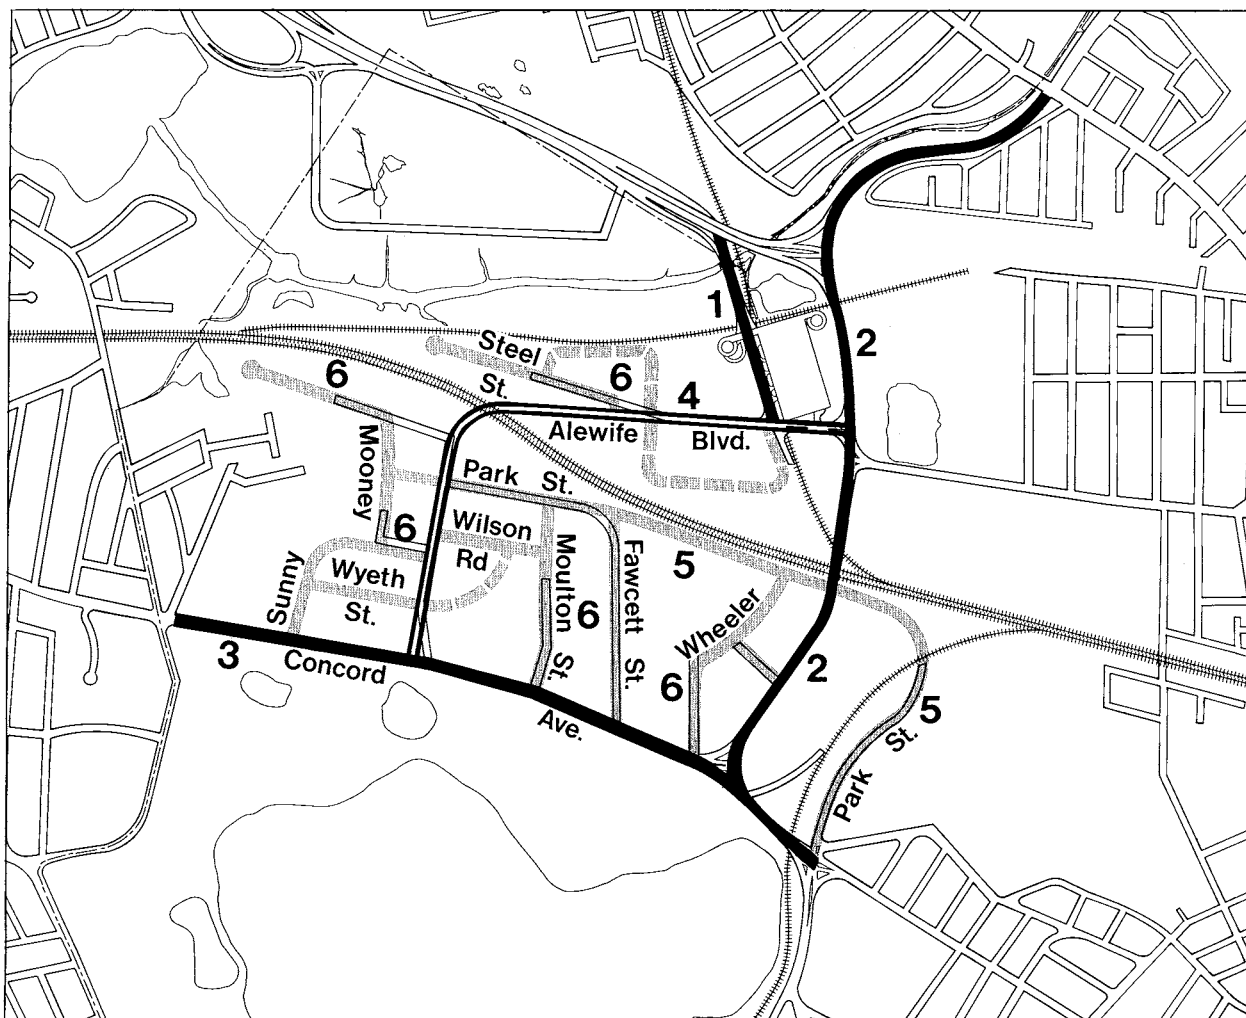 1
2
Steel
St.
6
6
4
Alewife Blvd.
Mooney
Park St.
6
Wilson
Rd
Moulton
St.
Fawcett
St.
5
Sunny
Wyeth
St.
6
Wheeler
6
2
3
Concord
Ave.
5
Park St.